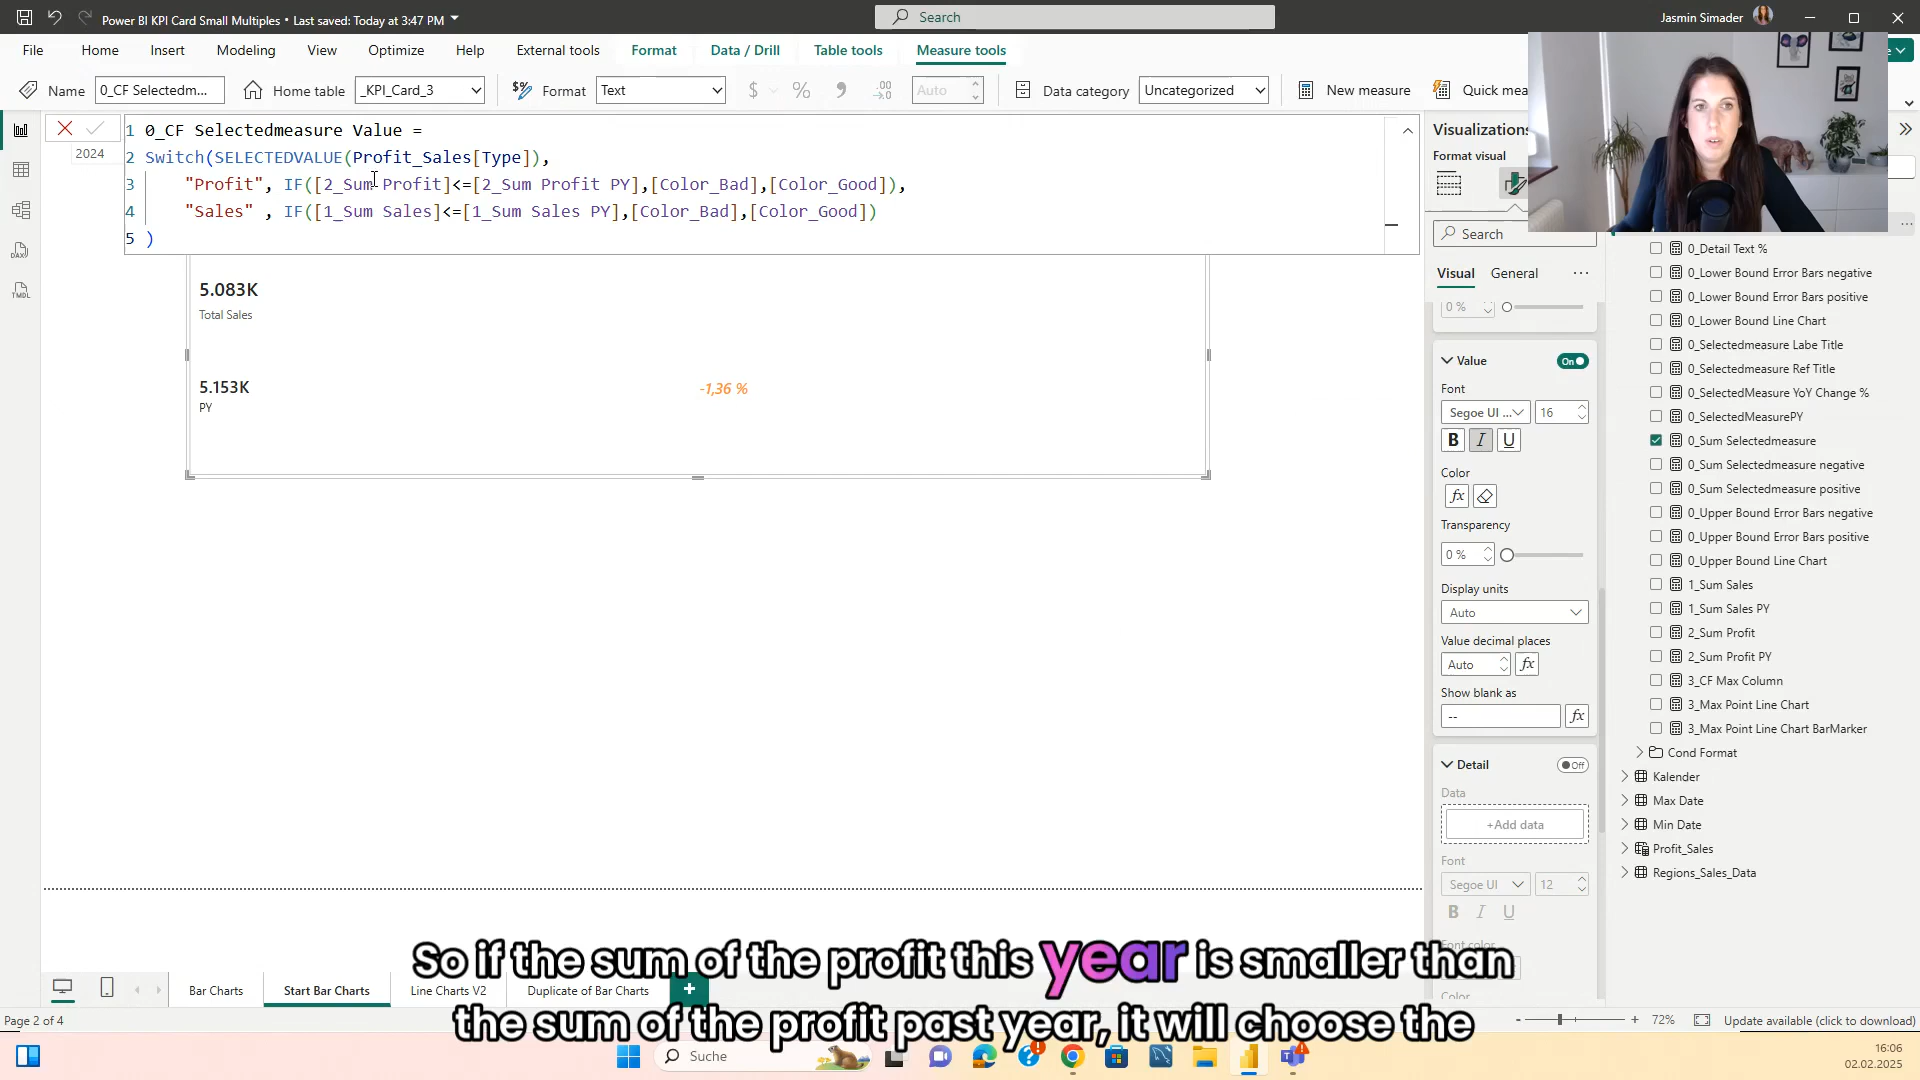 Power BI KPI Card Small Multiples • Last saved: Today at 3:47 PM
Search
Jasmin Simader
File Home Insert Modeling View Optimize Help External tools Format Data / Drill Table tools Measure tools
Name 0_CF Selectedm... Home table _KPI_Card_3 Format Text $ % Auto Data category Uncategorized New measure Quick mea
1 0_CF Selectedmeasure Value =
2 Switch(SELECTEDVALUE(Profit_Sales[Type]),
3 "Profit", IF([2_Sum Profit]<=[2_Sum Profit PY],[Color_Bad],[Color_Good]),
4 "Sales" , IF([1_Sum Sales]<=[1_Sum Sales PY],[Color_Bad],[Color_Good])
5 )
2024
5.083K
Total Sales
5.153K
PY
-1,36 %
Visualizations
Format visual
Search
Visual General
0 %
Value On
Font
Segoe UI ... 16
B I U
Color
fx
Transparency
0 %
Display units
Auto
Value decimal places
Auto fx
Show blank as
-- fx
Detail Off
Data
+Add data
Font
Segoe UI 12
B I U
Font color
Color
0_Detail Text %
0_Lower Bound Error Bars negative
0_Lower Bound Error Bars positive
0_Lower Bound Line Chart
0_Selectedmeasure Labe Title
0_Selectedmeasure Ref Title
0_SelectedMeasure YoY Change %
0_SelectedMeasurePY
0_Sum Selectedmeasure
0_Sum Selectedmeasure negative
0_Sum Selectedmeasure positive
0_Upper Bound Error Bars negative
0_Upper Bound Error Bars positive
0_Upper Bound Line Chart
1_Sum Sales
1_Sum Sales PY
2_Sum Profit
2_Sum Profit PY
3_CF Max Column
3_Max Point Line Chart
3_Max Point Line Chart BarMarker
Cond Format
Kalender
Max Date
Min Date
Profit_Sales
Regions_Sales_Data
So if the sum of the profit this year is smaller than
the sum of the profit past year, it will choose the
Bar Charts Start Bar Charts Line Charts V2 Duplicate of Bar Charts +
Page 2 of 4
- + 72% Update available (click to download)
Suche
16:06
02.02.2025